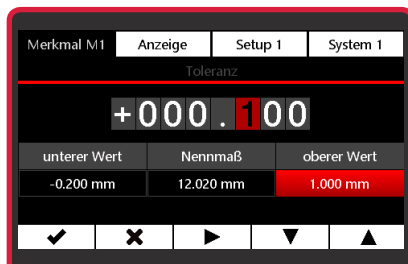 Merkmal M1 Anzeige Setup 1 System 1
Toleranz
+000.100
unterer Wert Nennmaß oberer Wert
-0.200 mm 12.020 mm 1.000 mm